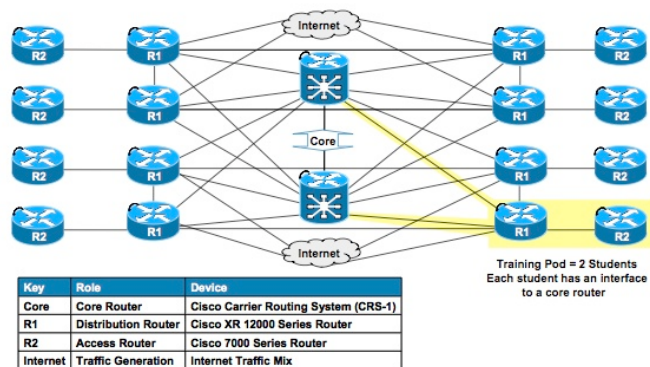 Internet
R2
R1
R1
R2
R2
R1
R1
R2
Core
R2
R1
R1
R2
R2
R1
R1
R2
Internet
Training Pod = 2 Students
Each student has an interface
to a core router
Key Role Device
Core Core Router Cisco Carrier Routing System (CRS-1)
R1 Distribution Router Cisco XR 12000 Series Router
R2 Access Router Cisco 7000 Series Router
Internet Traffic Generation Internet Traffic Mix